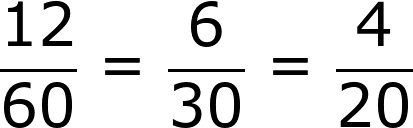 12/60 = 6/30 = 4/20